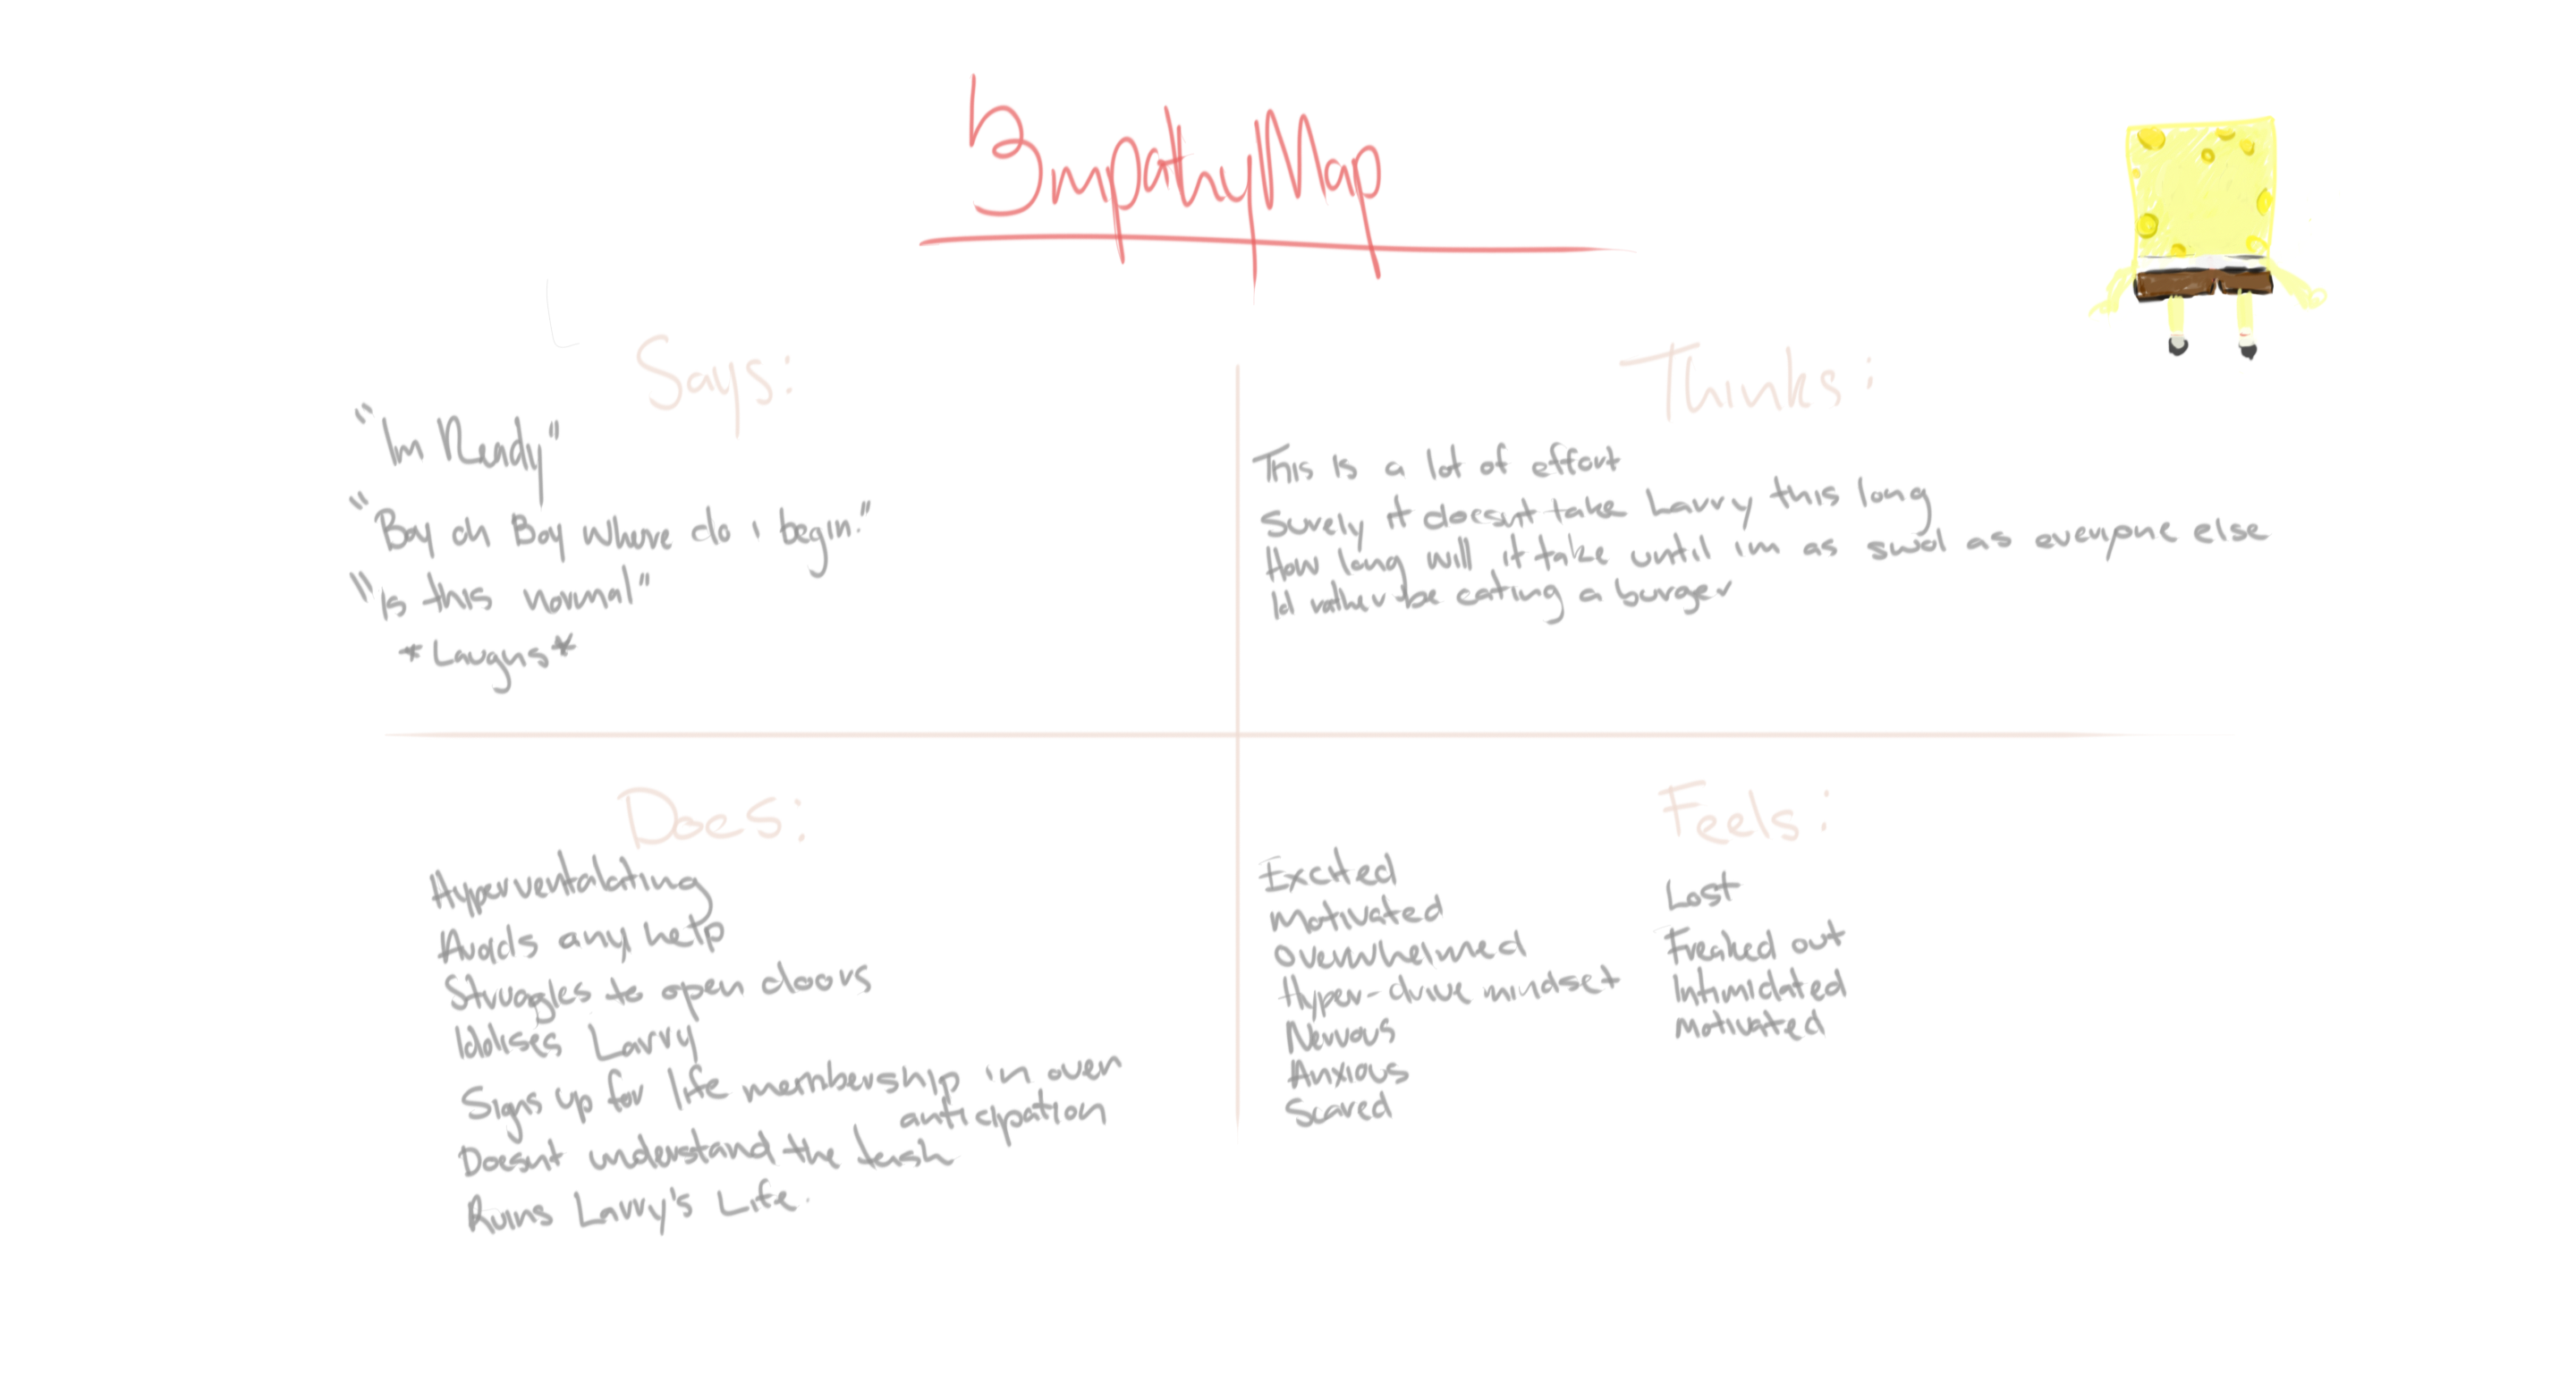 Empathy Map
Says:
"Im Ready"
"Boy oh Boy where do i begin."
"Is this normal"
*Laughs*
Thinks:
This is a lot of effort
Surely it doesnt take Larry this long
How long will it take until im as swol as everyone else
Id rather be eating a burger
Does:
Hyperventalating
Avoids any help
Struggles to open doors
Idolises Larry
Signs up for life membership in over
anticipation
Doesnt understand the
Ruins Larry's Life.
Feels:
Excited
Motivated
Overwhelmed
Hyper-drive mindset
Nervous
Anxious
Scared
Lost
Freaked out
Intimidated
Motivated